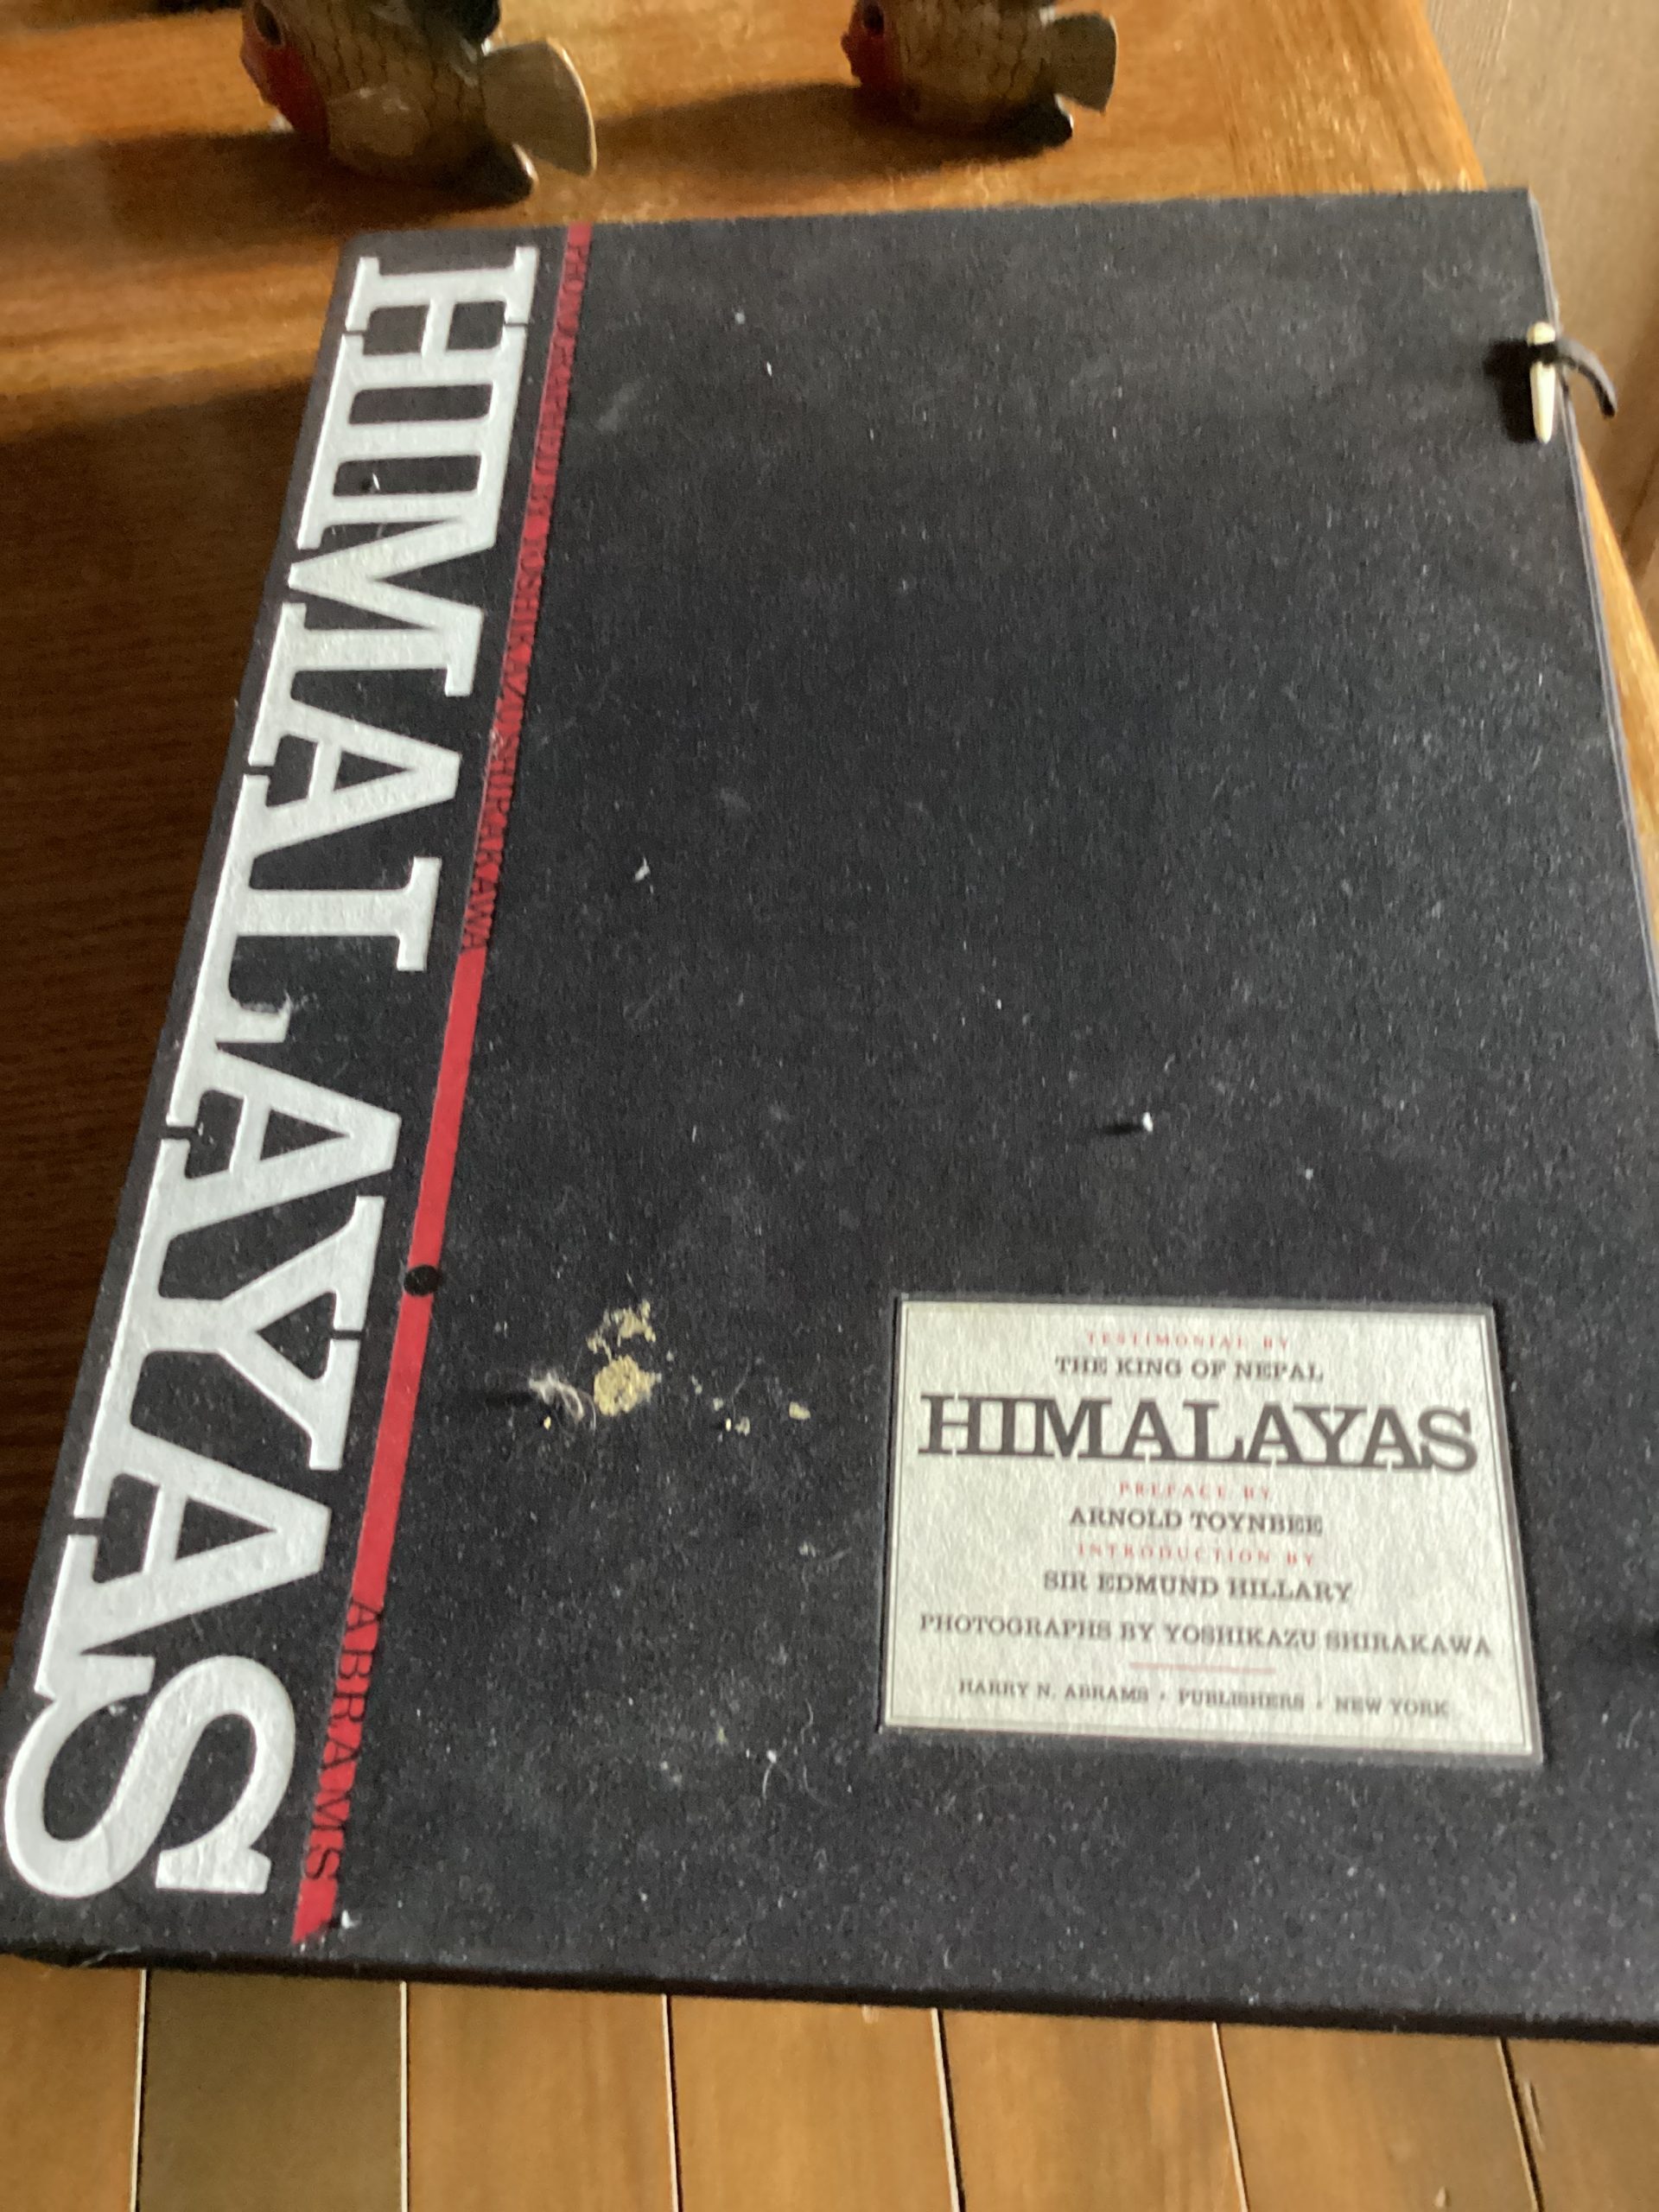 HIMALAYAS
PHOTOGRAPHED BY YOSHIKAZU SHIRAKAWA • ABRAMS
TESTIMONIAL BY
THE KING OF NEPAL
HIMALAYAS
PREFACE BY
ARNOLD TOYNBEE
INTRODUCTION BY
SIR EDMUND HILLARY
PHOTOGRAPHS BY YOSHIKAZU SHIRAKAWA
HARRY N. ABRAMS • PUBLISHERS • NEW YORK